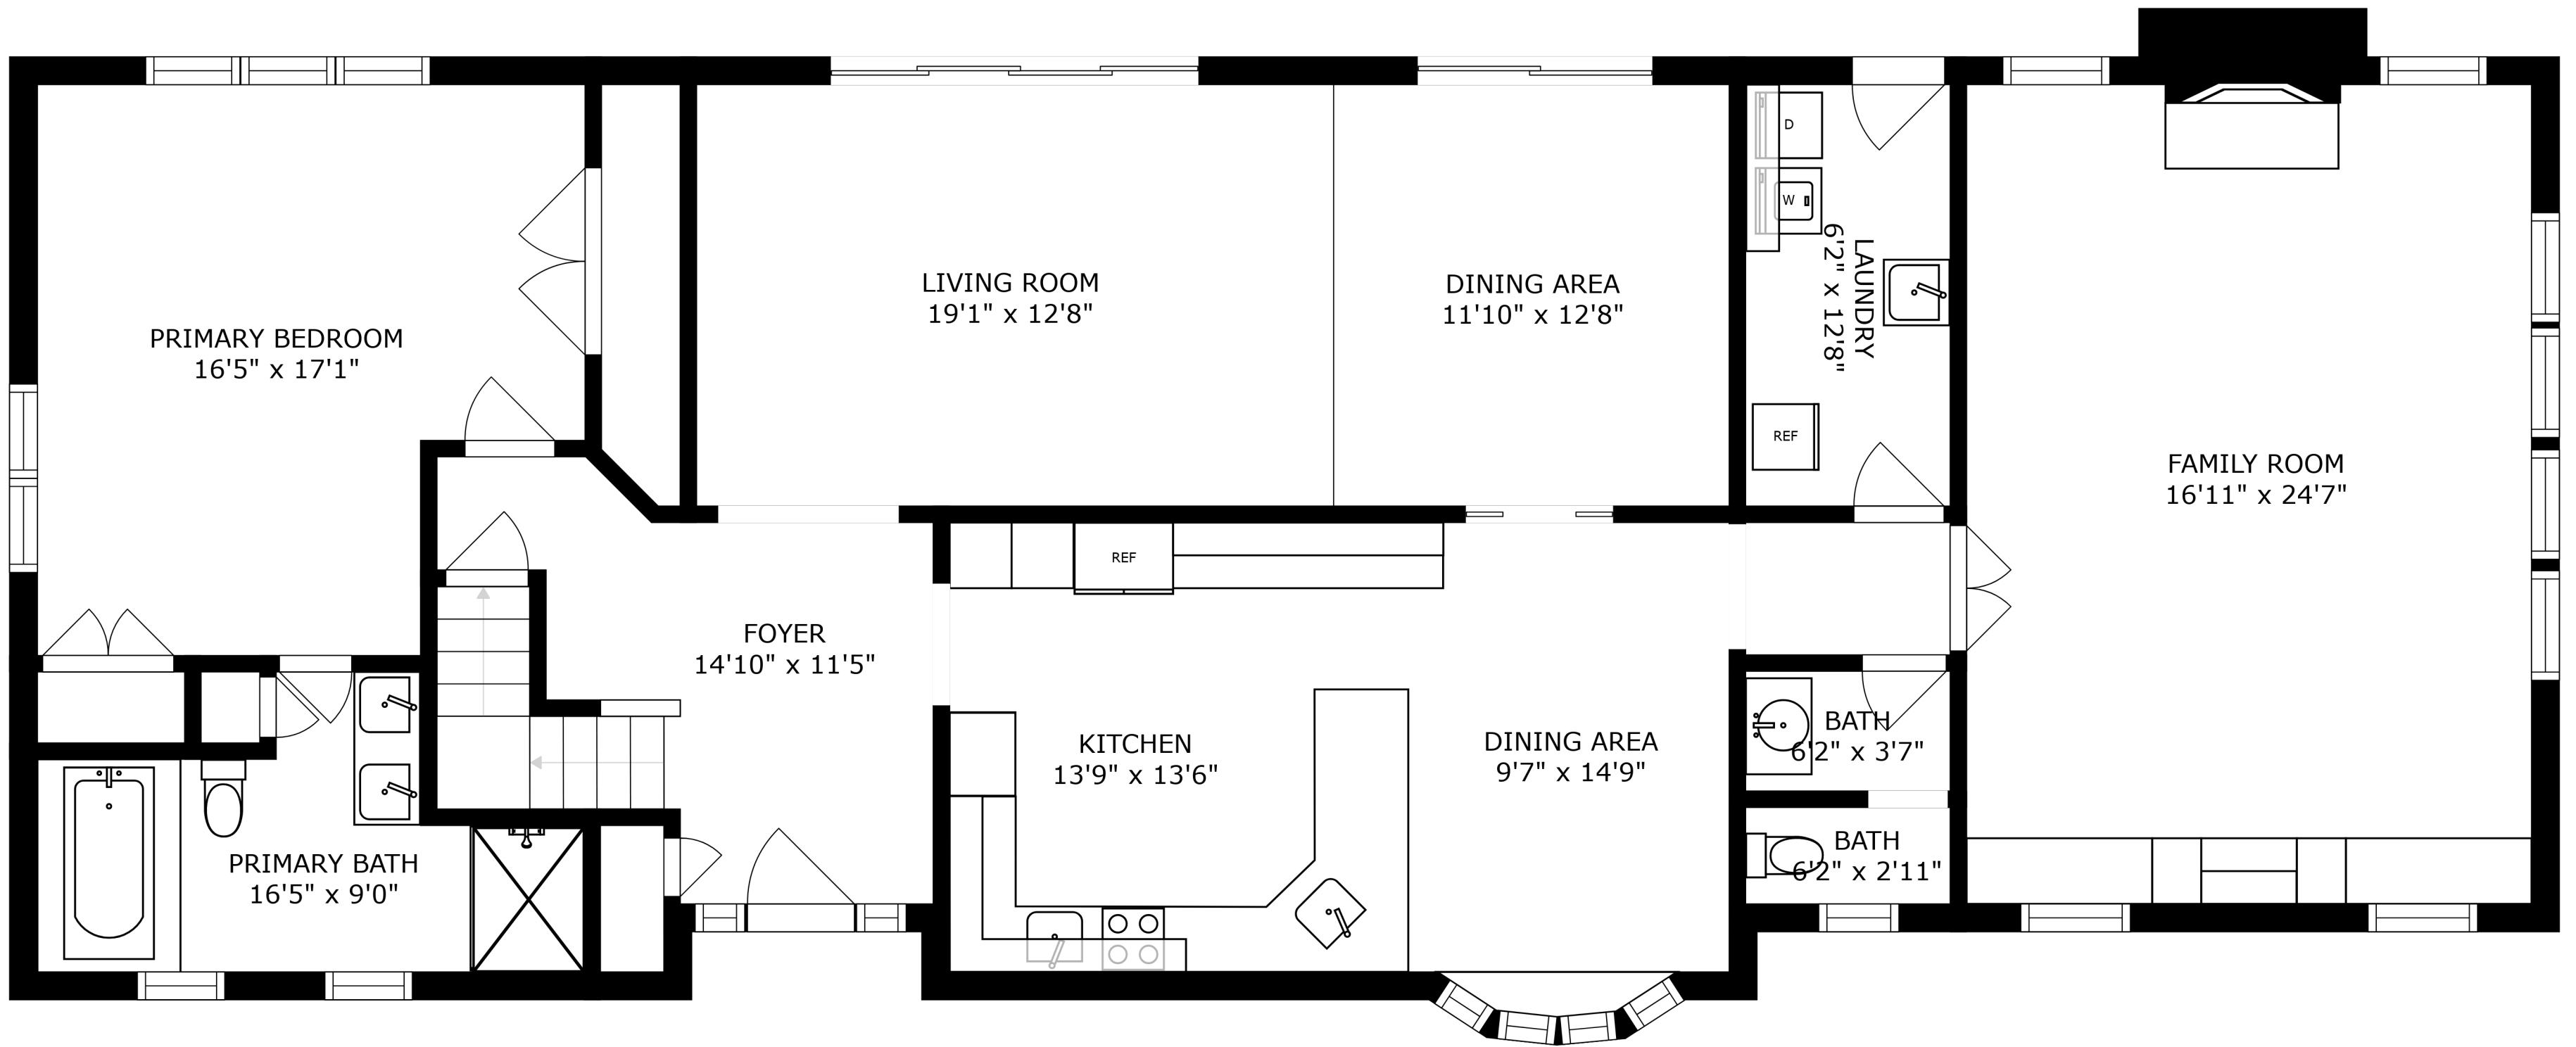 PRIMARY BEDROOM
16'5" x 17'1"
LIVING ROOM
19'1" x 12'8"
DINING AREA
11'10" x 12'8"
D
W
LAUNDRY
6'2" x 12'8"
REF
FAMILY ROOM
16'11" x 24'7"
REF
FOYER
14'10" x 11'5"
KITCHEN
13'9" x 13'6"
DINING AREA
9'7" x 14'9"
BATH
6'2" x 3'7"
BATH
6'2" x 2'11"
PRIMARY BATH
16'5" x 9'0"